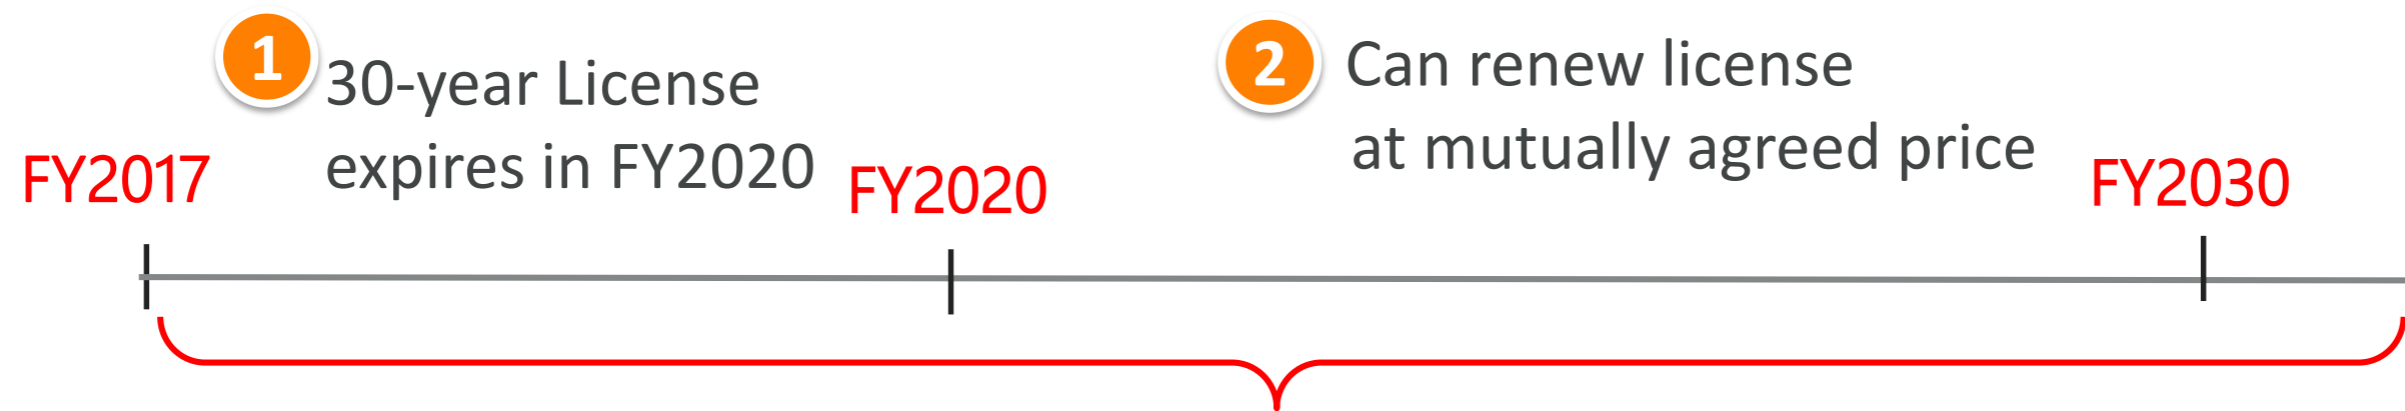 1
30-year License
expires in FY2020
2
Can renew license
at mutually agreed price
FY2017
FY2020
FY2030